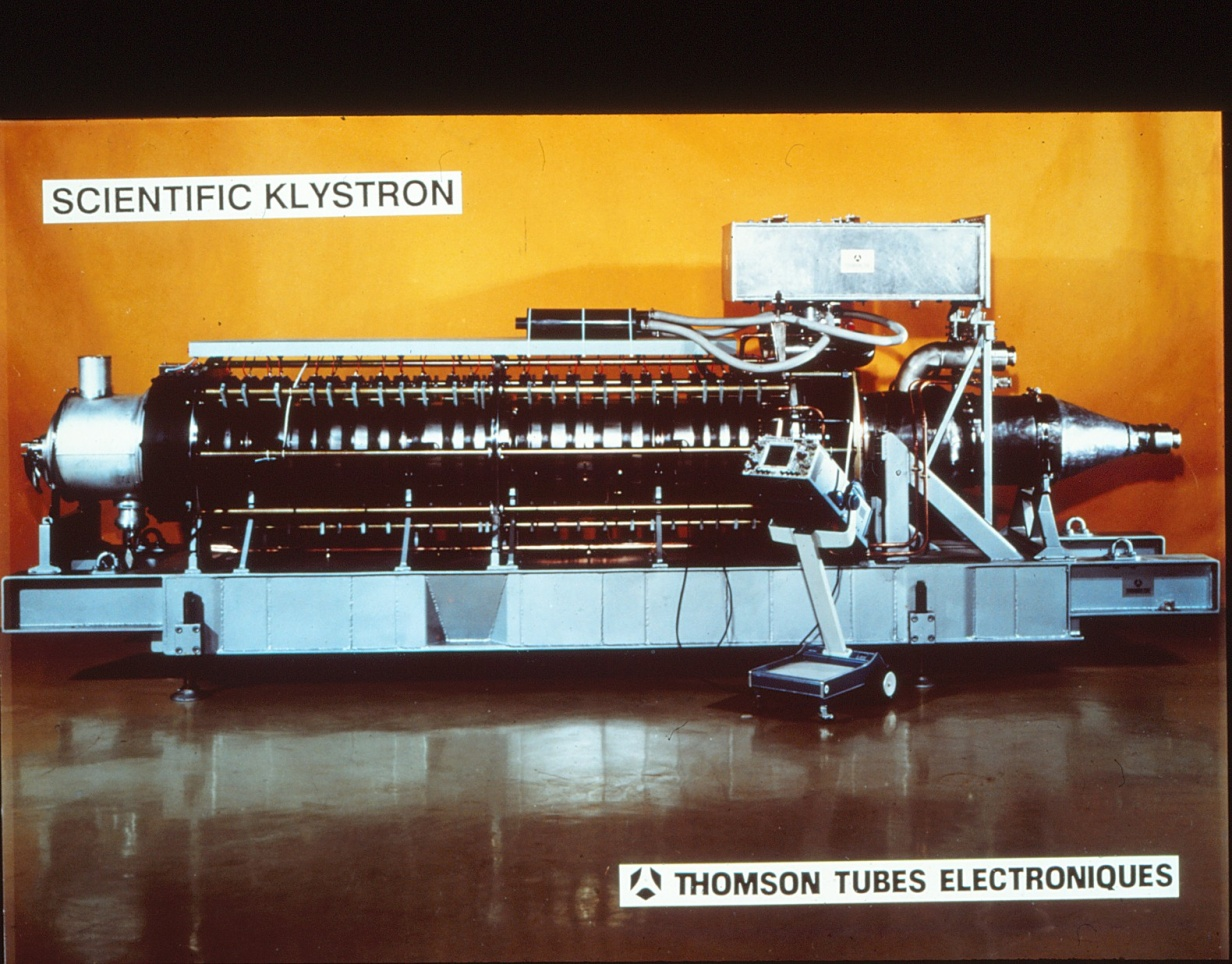 SCIENTIFIC KLYSTRON
THOMSON TUBES ELECTRONIQUES